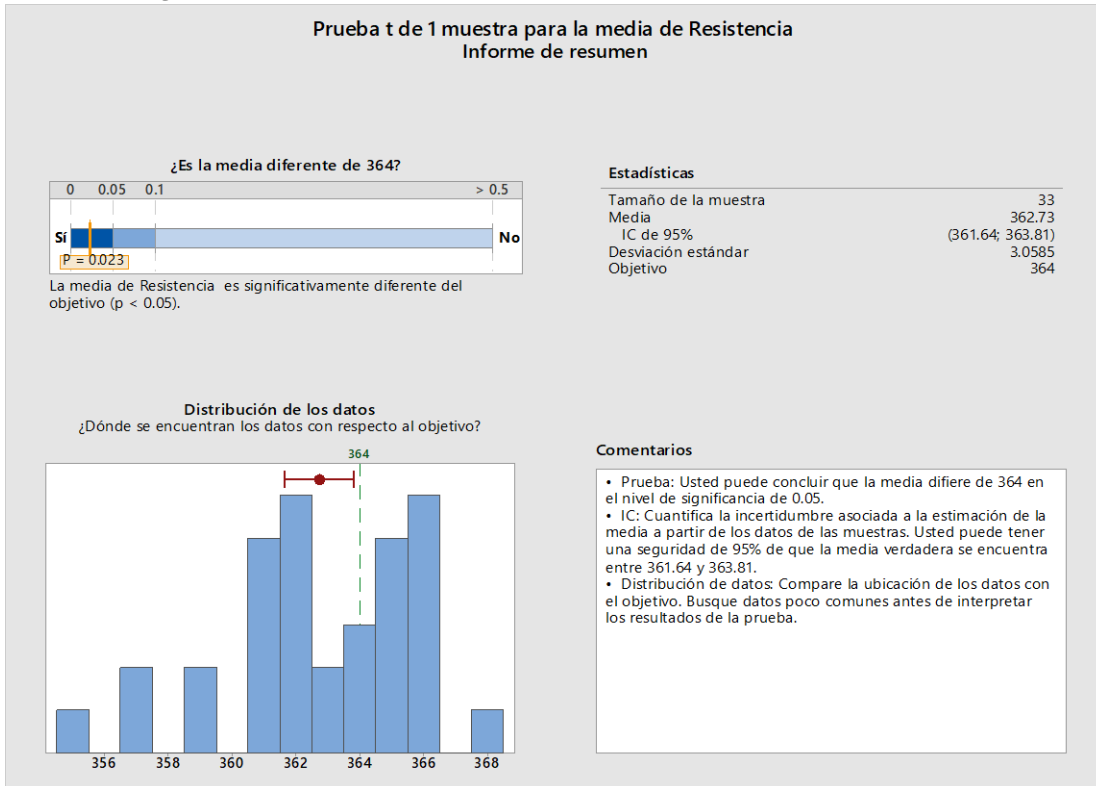 Prueba t de 1 muestra para la media de Resistencia
Informe de resumen
¿Es la media diferente de 364?
0 0.05 0.1 > 0.5
Sí No
P = 0.023
La media de Resistencia es significativamente diferente del
objetivo (p < 0.05).
Estadísticas
Tamaño de la muestra 33
Media 362.73
IC de 95% (361.64; 363.81)
Desviación estándar 3.0585
Objetivo 364
Distribución de los datos
¿Dónde se encuentran los datos con respecto al objetivo?
364
356 358 360 362 364 366 368
Comentarios
• Prueba: Usted puede concluir que la media difiere de 364 en
el nivel de significancia de 0.05.
• IC: Cuantifica la incertidumbre asociada a la estimación de la
media a partir de los datos de las muestras. Usted puede tener
una seguridad de 95% de que la media verdadera se encuentra
entre 361.64 y 363.81.
• Distribución de datos: Compare la ubicación de los datos con
el objetivo. Busque datos poco comunes antes de interpretar
los resultados de la prueba.